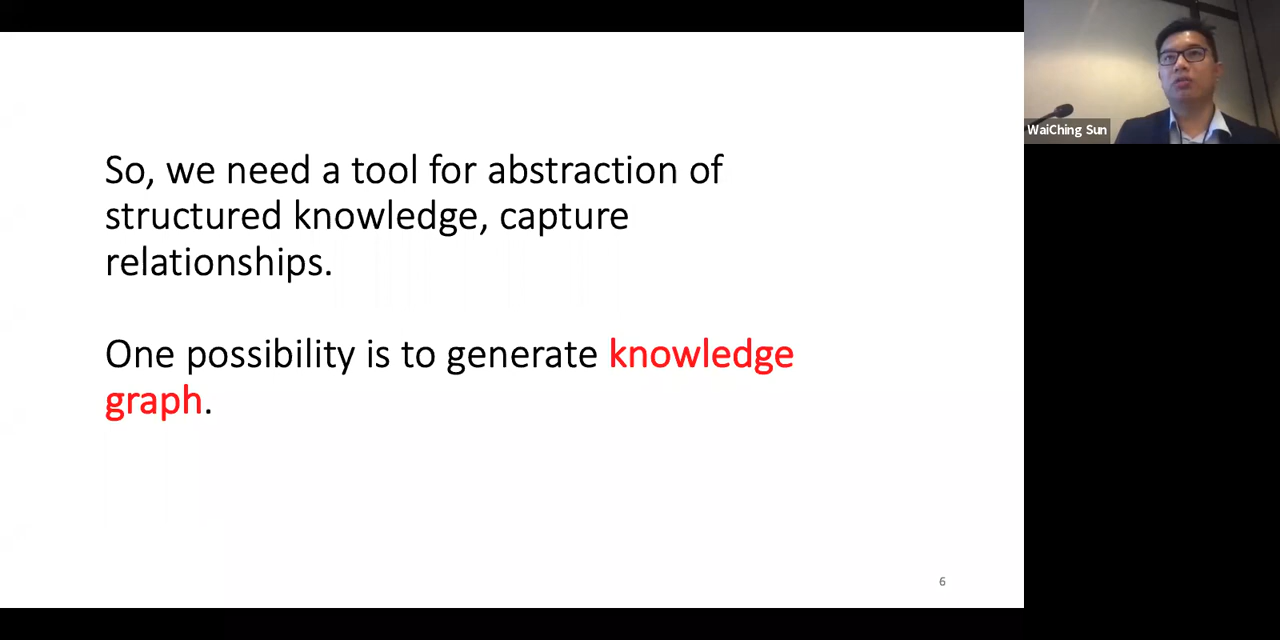 So, we need a tool for abstraction of
structured knowledge, capture
relationships.
One possibility is to generate knowledge
graph.
6
WaiChing Sun